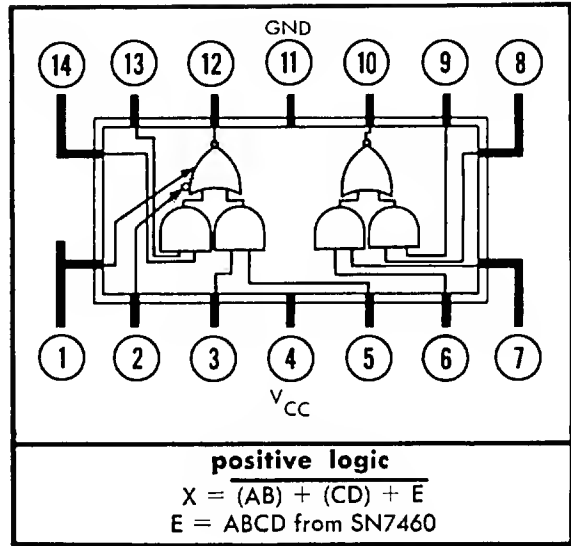 GND
14 13 12 11 10 9 8
1 2 3 4 5 6 7
VCC
positive logic
X = \overline{(AB) + (CD) + E}
E = ABCD from SN7460